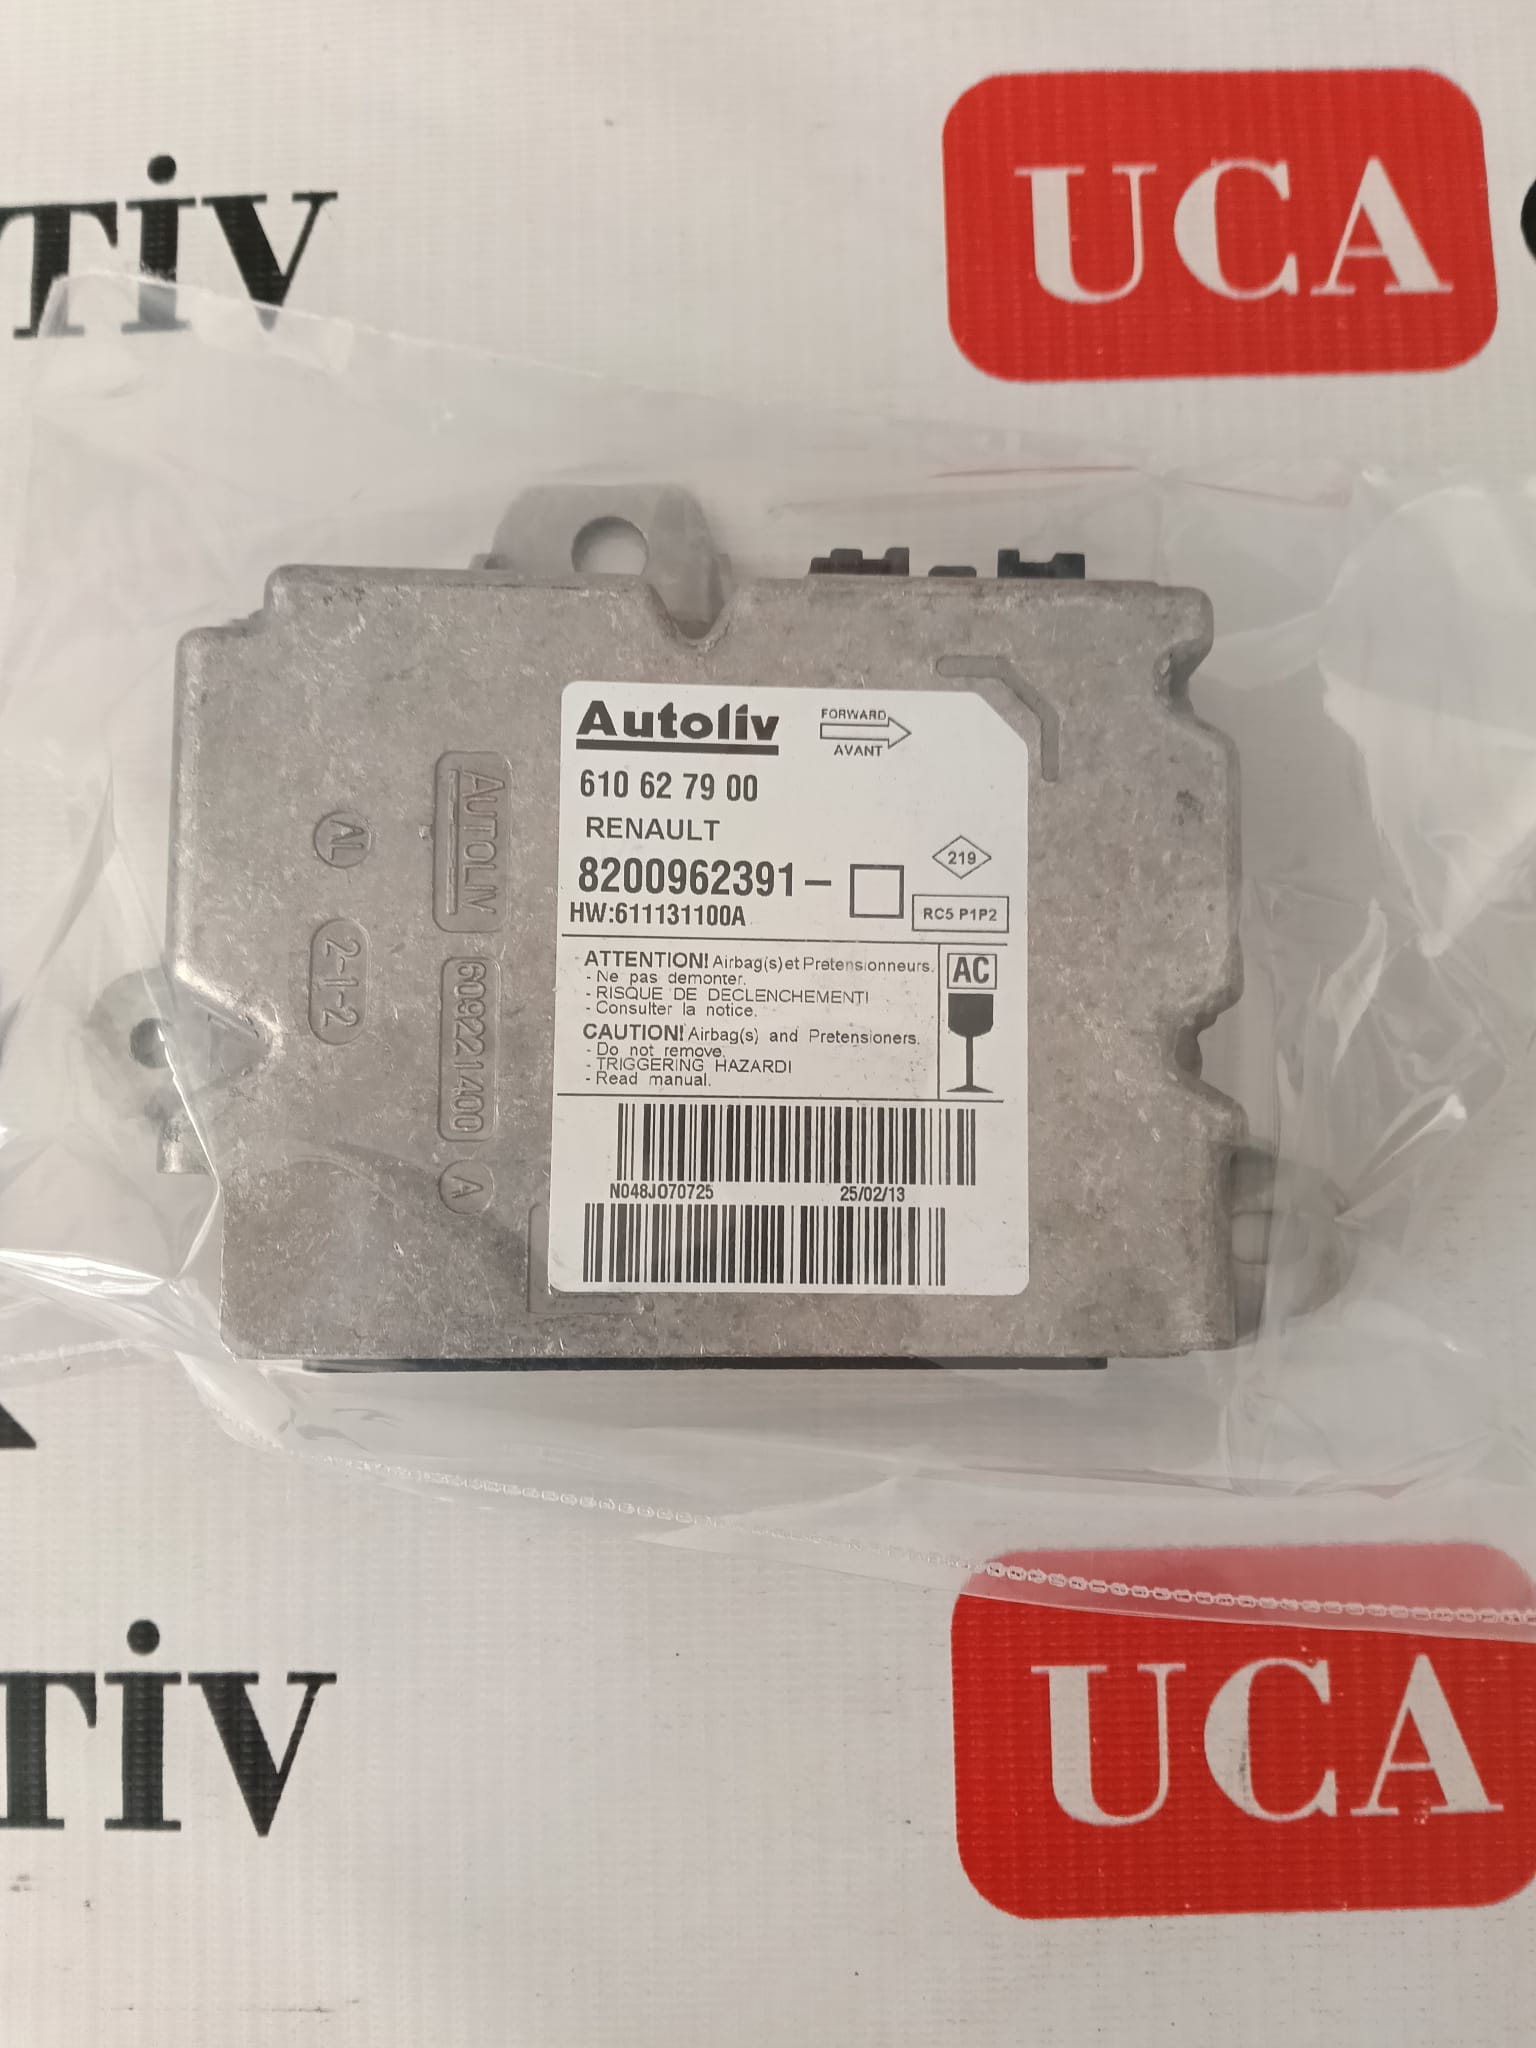 TİV
UCA
Autoliv
FORWARD
AVANT
610 62 79 00
RENAULT
219
8200962391-
HW:611131100A
RC5 P1P2
ATTENTION! Airbag(s)et Pretensionneurs.
- Ne pas demonter.
- RISQUE DE DECLENCHEMENT!
- Consulter la notice.
AC
CAUTION! Airbag(s) and Pretensioners.
- Do not remove.
- TRIGGERING HAZARD!
- Read manual.
N048J070725 25/02/13
AUTOLIV
609221400
A
AL
2-1-2
TİV
UCA